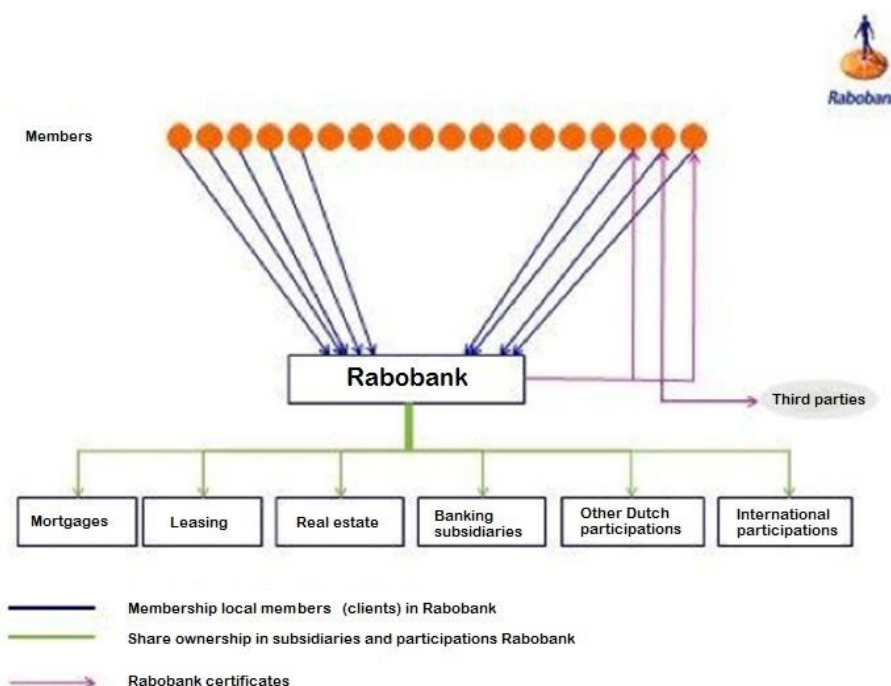 Raboban
Members
Rabobank
Third parties
Mortgages
Leasing
Real estate
Banking
subsidiaries
Other Dutch
participations
International
participations
Membership local members (clients) in Rabobank
Share ownership in subsidiaries and participations Rabobank
Rabobank certificates